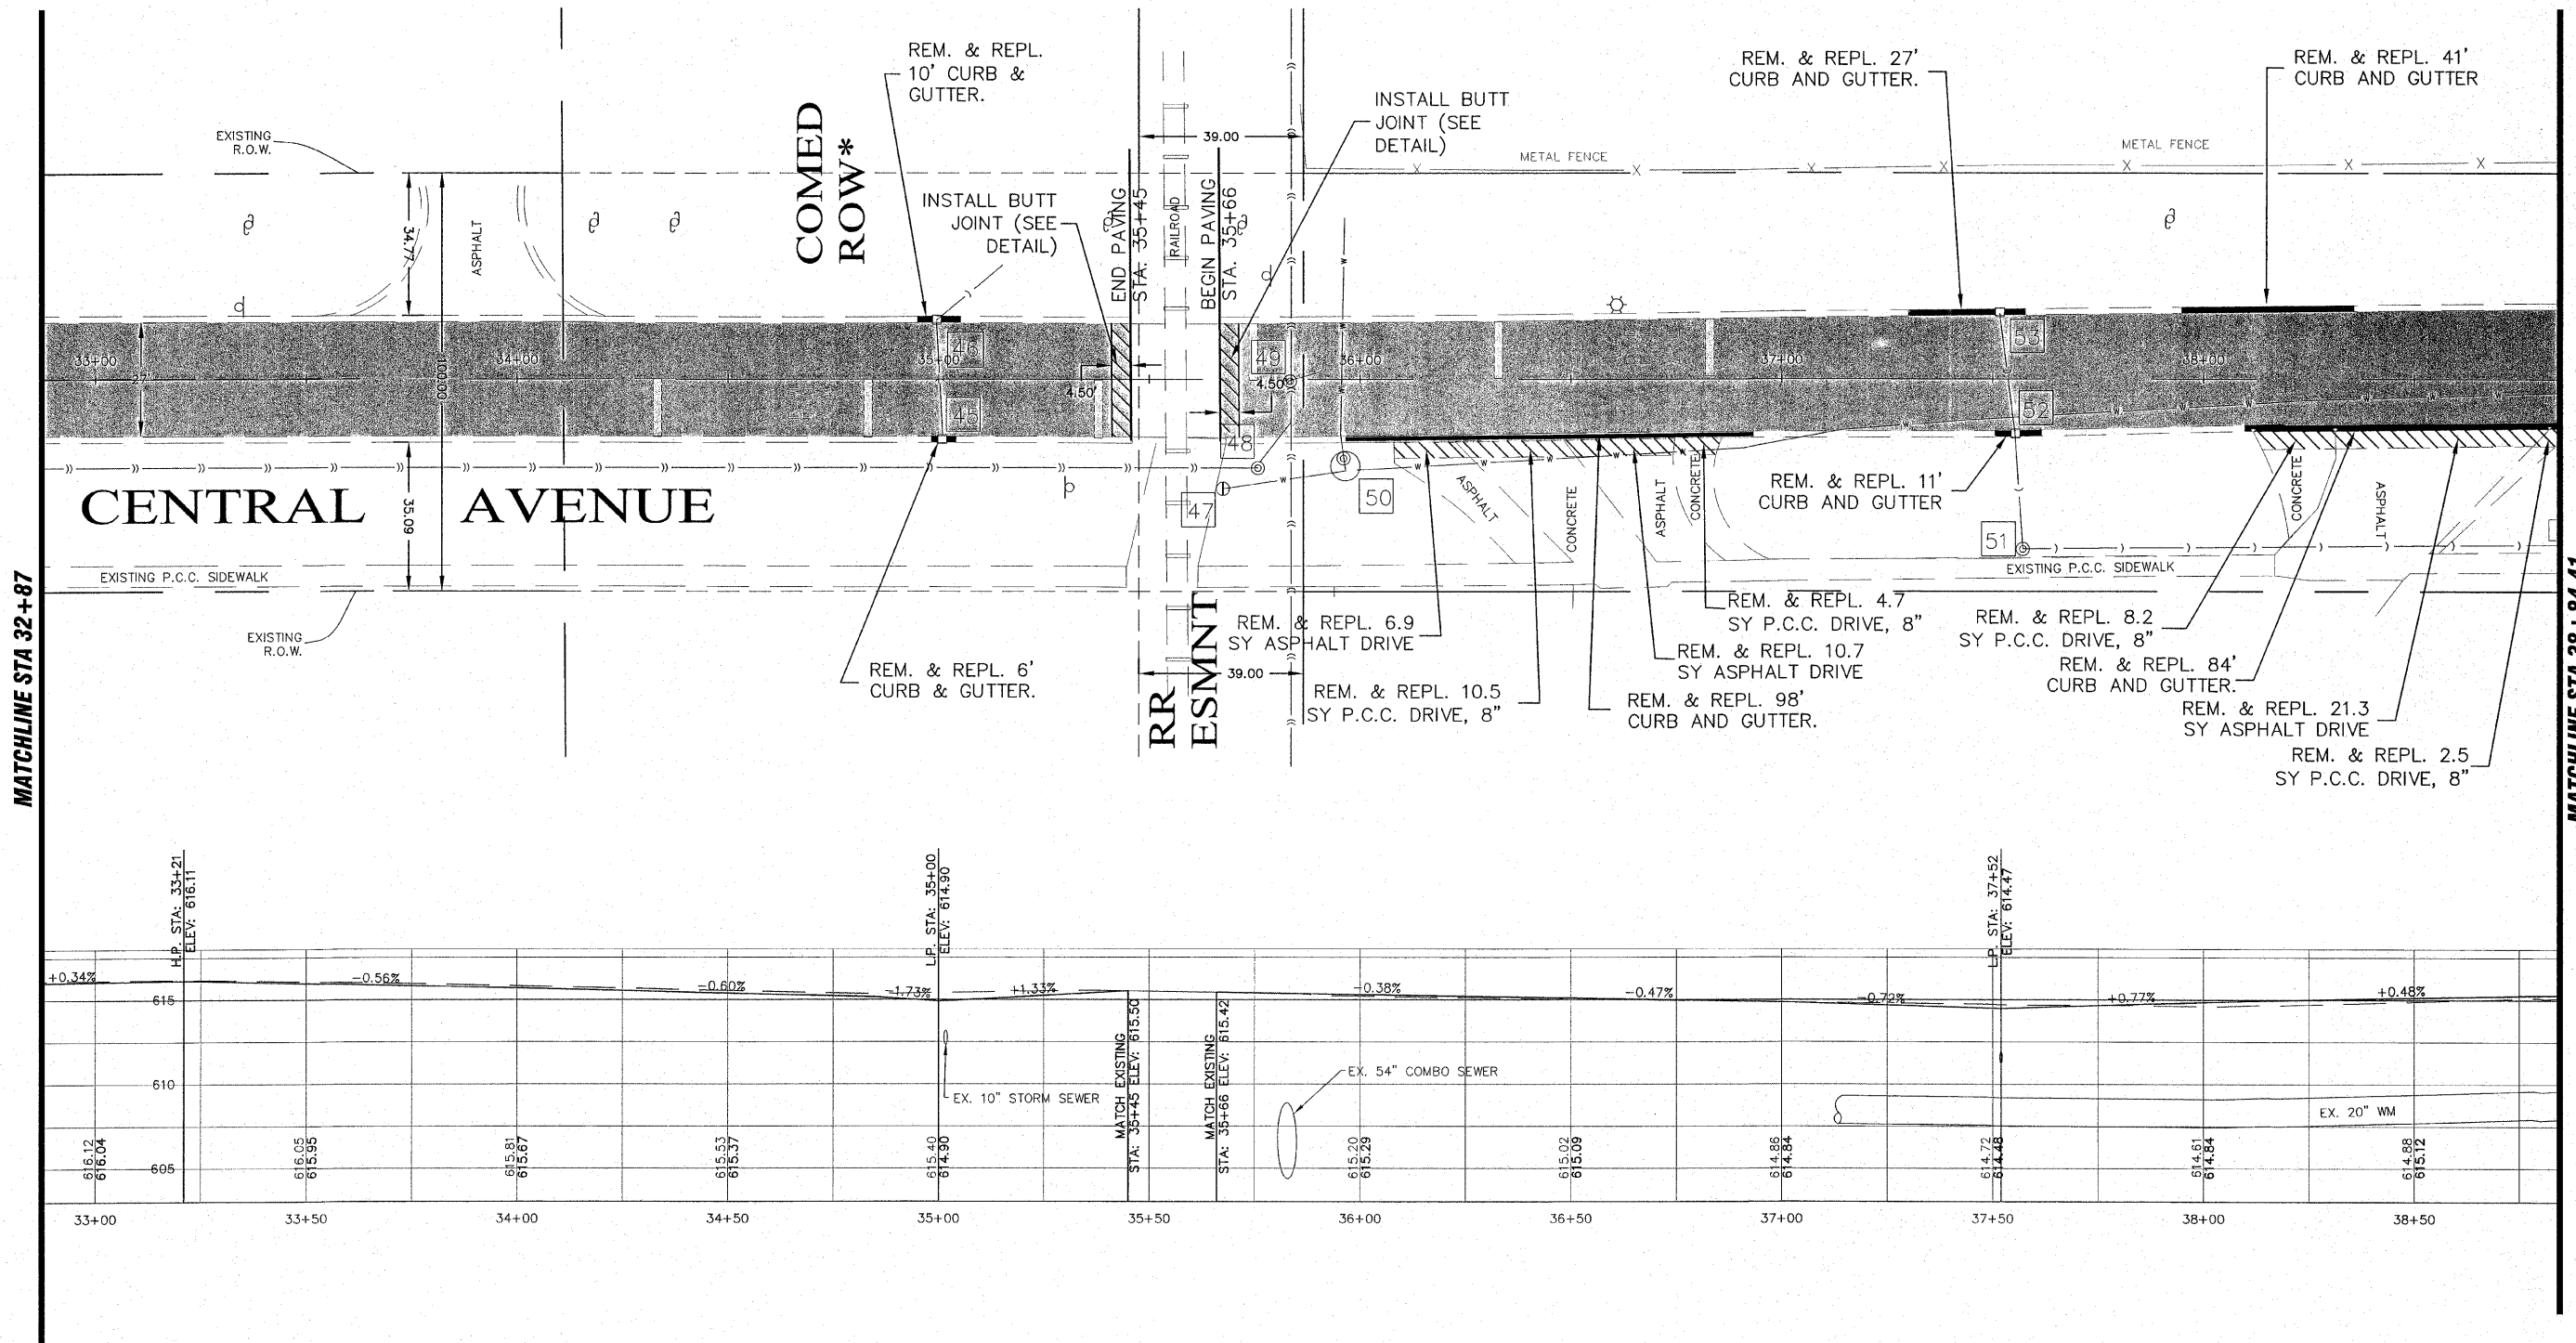 REM. & REPL.
10' CURB &
GUTTER.
REM. & REPL. 27'
CURB AND GUTTER.
REM. & REPL. 41'
CURB AND GUTTER
INSTALL BUTT
JOINT (SEE
DETAIL)
EXISTING
R.O.W.
COMED
ROW*
39.00
METAL FENCE
METAL FENCE
INSTALL BUTT
JOINT (SEE
DETAIL)
END PAVING
STA: 35+45
RAILROAD
BEGIN PAVING
STA: 35+66
34.77
ASPHALT
33+00
27'
100.00
34+00
35+00
46
45
4.50'
4.50'
49
36+00
37+00
53
52
38+00
48
47
50
51
CENTRAL AVENUE
35.09
ASPHALT
CONCRETE
ASPHALT
CONCRETE
REM. & REPL. 11'
CURB AND GUTTER
CONCRETE
ASPHALT
EXISTING P.C.C. SIDEWALK
EXISTING P.C.C. SIDEWALK
EXISTING
R.O.W.
MATCHLINE STA 32+87
MATCHLINE STA 38+84.41
REM. & REPL. 6'
CURB & GUTTER.
RR
ESMNT
39.00
REM. & REPL. 6.9
SY ASPHALT DRIVE
REM. & REPL. 10.5
SY P.C.C. DRIVE, 8"
REM. & REPL. 4.7
SY P.C.C. DRIVE, 8"
REM. & REPL. 10.7
SY ASPHALT DRIVE
REM. & REPL. 98'
CURB AND GUTTER.
REM. & REPL. 8.2
SY P.C.C. DRIVE, 8"
REM. & REPL. 84'
CURB AND GUTTER.
REM. & REPL. 21.3
SY ASPHALT DRIVE
REM. & REPL. 2.5
SY P.C.C. DRIVE, 8"
H.P. STA: 33+21
ELEV: 616.11
L.P. STA: 35+00
ELEV: 614.90
L.P. STA: 37+52
ELEV: 614.47
+0.34%
-0.56%
-0.60%
-1.73%
+1.33%
-0.38%
-0.47%
-0.72%
+0.77%
+0.48%
615
610
605
EX. 10" STORM SEWER
MATCH EXISTING
STA: 35+45 ELEV: 615.50
MATCH EXISTING
STA: 35+66 ELEV: 615.42
EX. 54" COMBO SEWER
EX. 20" WM
616.12
616.04
616.05
615.95
615.81
615.67
615.53
615.37
615.40
614.90
615.20
615.29
615.02
615.09
614.86
614.84
614.72
614.48
614.61
614.84
614.88
615.12
33+00
33+50
34+00
34+50
35+00
35+50
36+00
36+50
37+00
37+50
38+00
38+50